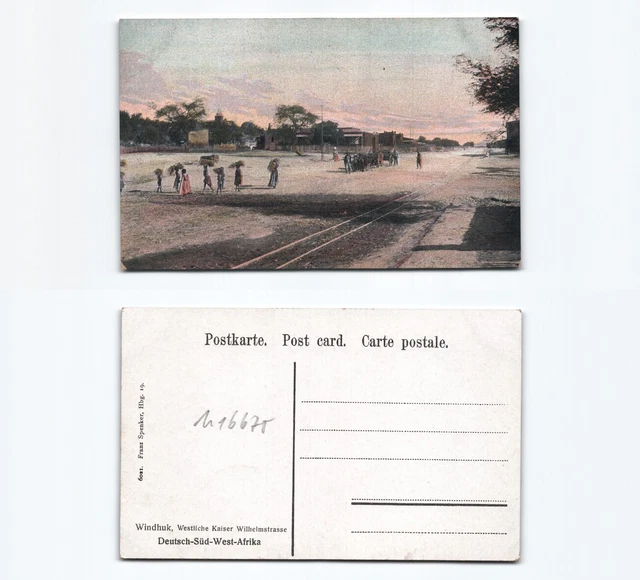 Postkarte. Post card. Carte postale.
6021. Franz Spenker, Hbg. 19.
Windhuk, Westliche Kaiser Wilhelmstrasse
Deutsch-Süd-West-Afrika